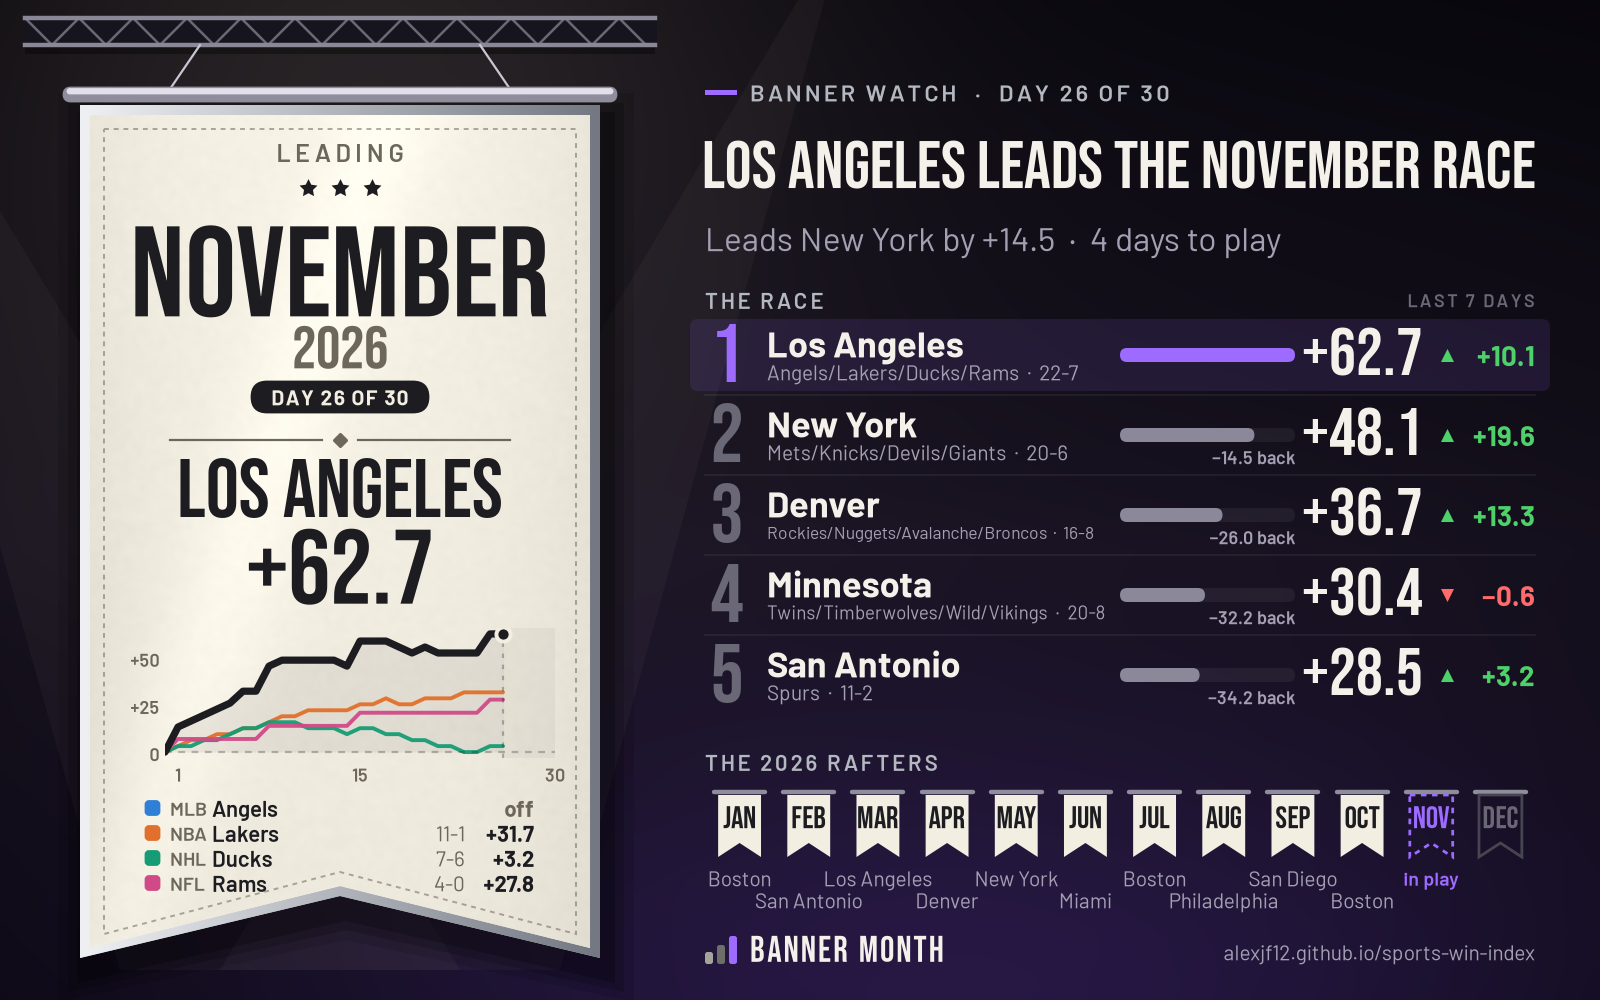 LEADING
NOVEMBER
2026
DAY 26 OF 30
LOS ANGELES
+62.7
+50
+25
0
1 15 30
MLB Angels off
NBA Lakers 11-1 +31.7
NHL Ducks 7-6 +3.2
NFL Rams 4-0 +27.8
BANNER WATCH · DAY 26 OF 30
LOS ANGELES LEADS THE NOVEMBER RACE
Leads New York by +14.5 · 4 days to play
THE RACE LAST 7 DAYS
1 Los Angeles +62.7 ▲ +10.1
Angels/Lakers/Ducks/Rams · 22-7
2 New York +48.1 ▲ +19.6
Mets/Knicks/Devils/Giants · 20-6 −14.5 back
3 Denver +36.7 ▲ +13.3
Rockies/Nuggets/Avalanche/Broncos · 16-8 −26.0 back
4 Minnesota +30.4 ▼ −0.6
Twins/Timberwolves/Wild/Vikings · 20-8 −32.2 back
5 San Antonio +28.5 ▲ +3.2
Spurs · 11-2 −34.2 back
THE 2026 RAFTERS
JAN FEB MAR APR MAY JUN JUL AUG SEP OCT NOV DEC
Boston Los Angeles New York Boston San Diego in play
San Antonio Denver Miami Philadelphia Boston
BANNER MONTH alexjf12.github.io/sports-win-index